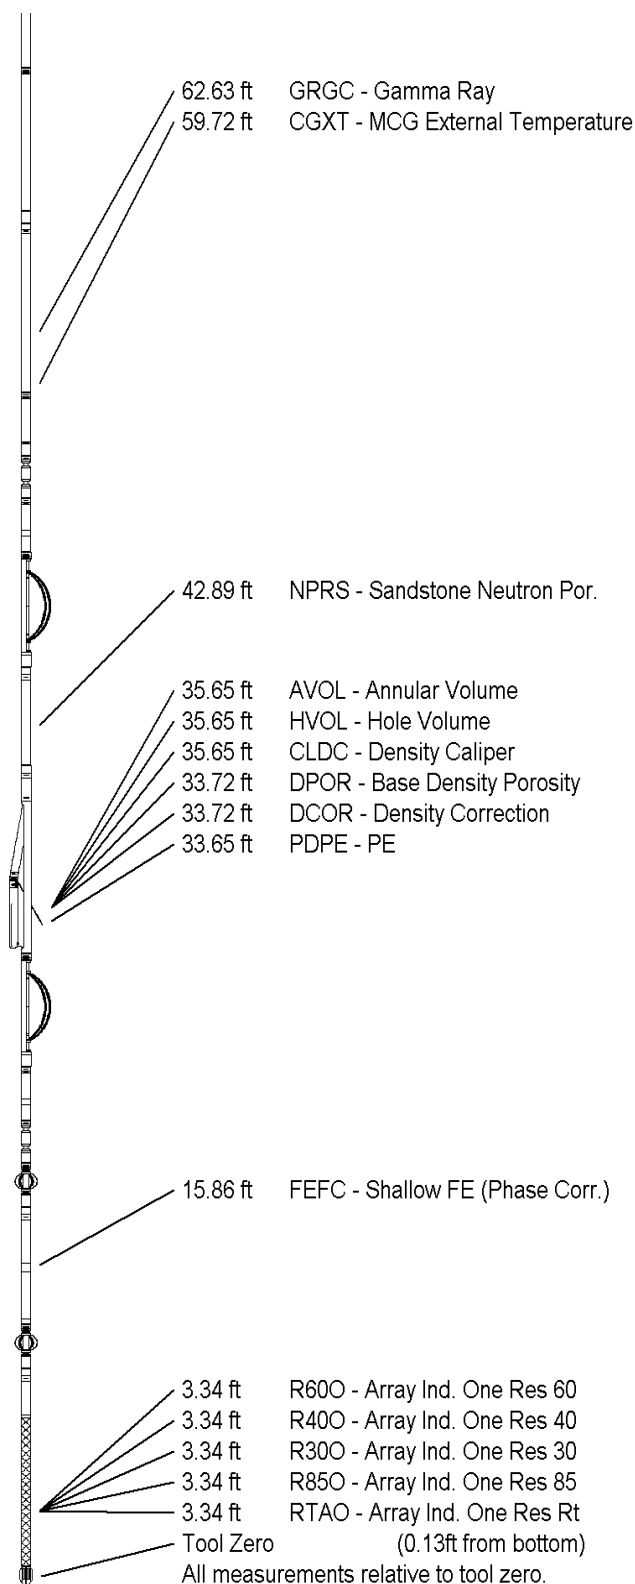 62.63 ft GRGC - Gamma Ray
59.72 ft CGXT - MCG External Temperature
42.89 ft NPRS - Sandstone Neutron Por.
35.65 ft AVOL - Annular Volume
35.65 ft HVOL - Hole Volume
35.65 ft CLDC - Density Caliper
33.72 ft DPOR - Base Density Porosity
33.72 ft DCOR - Density Correction
33.65 ft PDPE - PE
15.86 ft FEFC - Shallow FE (Phase Corr.)
3.34 ft R60O - Array Ind. One Res 60
3.34 ft R40O - Array Ind. One Res 40
3.34 ft R30O - Array Ind. One Res 30
3.34 ft R85O - Array Ind. One Res 85
3.34 ft RTAO - Array Ind. One Res Rt
Tool Zero (0.13ft from bottom)
All measurements relative to tool zero.